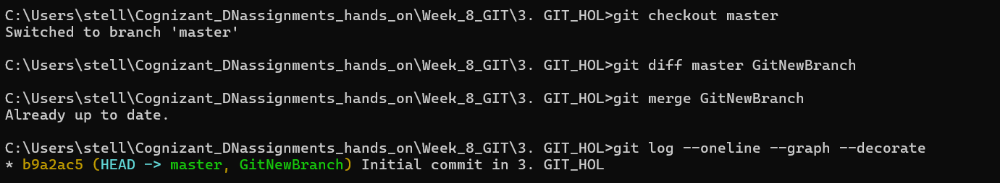 C:\Users\stell\Cognizant_DNassignments_hands_on\Week_8_GIT\3. GIT_HOL>git checkout master
Switched to branch 'master'
C:\Users\stell\Cognizant_DNassignments_hands_on\Week_8_GIT\3. GIT_HOL>git diff master GitNewBranch
C:\Users\stell\Cognizant_DNassignments_hands_on\Week_8_GIT\3. GIT_HOL>git merge GitNewBranch
Already up to date.
C:\Users\stell\Cognizant_DNassignments_hands_on\Week_8_GIT\3. GIT_HOL>git log --oneline --graph --decorate
* b9a2ac5 (HEAD -> master, GitNewBranch) Initial commit in 3. GIT_HOL